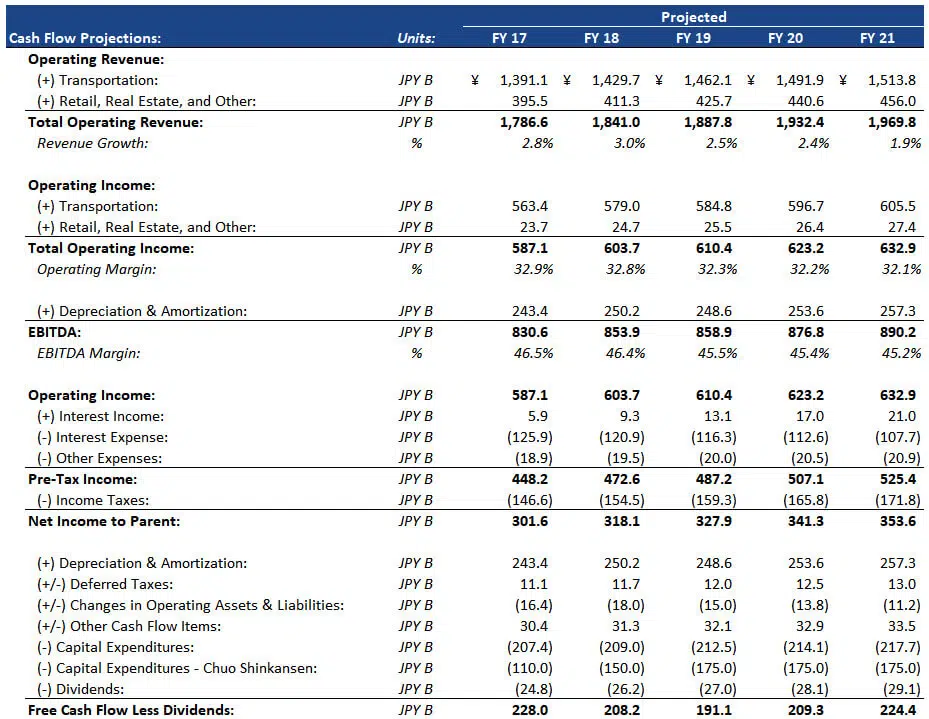 Projected
Cash Flow Projections: Units: FY 17 FY 18 FY 19 FY 20 FY 21
Operating Revenue:
(+) Transportation: JPY B ¥ 1,391.1 ¥ 1,429.7 ¥ 1,462.1 ¥ 1,491.9 ¥ 1,513.8
(+) Retail, Real Estate, and Other: JPY B 395.5 411.3 425.7 440.6 456.0
Total Operating Revenue: JPY B 1,786.6 1,841.0 1,887.8 1,932.4 1,969.8
Revenue Growth: % 2.8% 3.0% 2.5% 2.4% 1.9%
Operating Income:
(+) Transportation: JPY B 563.4 579.0 584.8 596.7 605.5
(+) Retail, Real Estate, and Other: JPY B 23.7 24.7 25.5 26.4 27.4
Total Operating Income: JPY B 587.1 603.7 610.4 623.2 632.9
Operating Margin: % 32.9% 32.8% 32.3% 32.2% 32.1%
(+) Depreciation & Amortization: JPY B 243.4 250.2 248.6 253.6 257.3
EBITDA: JPY B 830.6 853.9 858.9 876.8 890.2
EBITDA Margin: % 46.5% 46.4% 45.5% 45.4% 45.2%
Operating Income: JPY B 587.1 603.7 610.4 623.2 632.9
(+) Interest Income: JPY B 5.9 9.3 13.1 17.0 21.0
(-) Interest Expense: JPY B (125.9) (120.9) (116.3) (112.6) (107.7)
(-) Other Expenses: JPY B (18.9) (19.5) (20.0) (20.5) (20.9)
Pre-Tax Income: JPY B 448.2 472.6 487.2 507.1 525.4
(-) Income Taxes: JPY B (146.6) (154.5) (159.3) (165.8) (171.8)
Net Income to Parent: JPY B 301.6 318.1 327.9 341.3 353.6
(+) Depreciation & Amortization: JPY B 243.4 250.2 248.6 253.6 257.3
(+/-) Deferred Taxes: JPY B 11.1 11.7 12.0 12.5 13.0
(+/-) Changes in Operating Assets & Liabilities: JPY B (16.4) (18.0) (15.0) (13.8) (11.2)
(+/-) Other Cash Flow Items: JPY B 30.4 31.3 32.1 32.9 33.5
(-) Capital Expenditures: JPY B (207.4) (209.0) (212.5) (214.1) (217.7)
(-) Capital Expenditures - Chuo Shinkansen: JPY B (110.0) (150.0) (175.0) (175.0) (175.0)
(-) Dividends: JPY B (24.8) (26.2) (27.0) (28.1) (29.1)
Free Cash Flow Less Dividends: JPY B 228.0 208.2 191.1 209.3 224.4